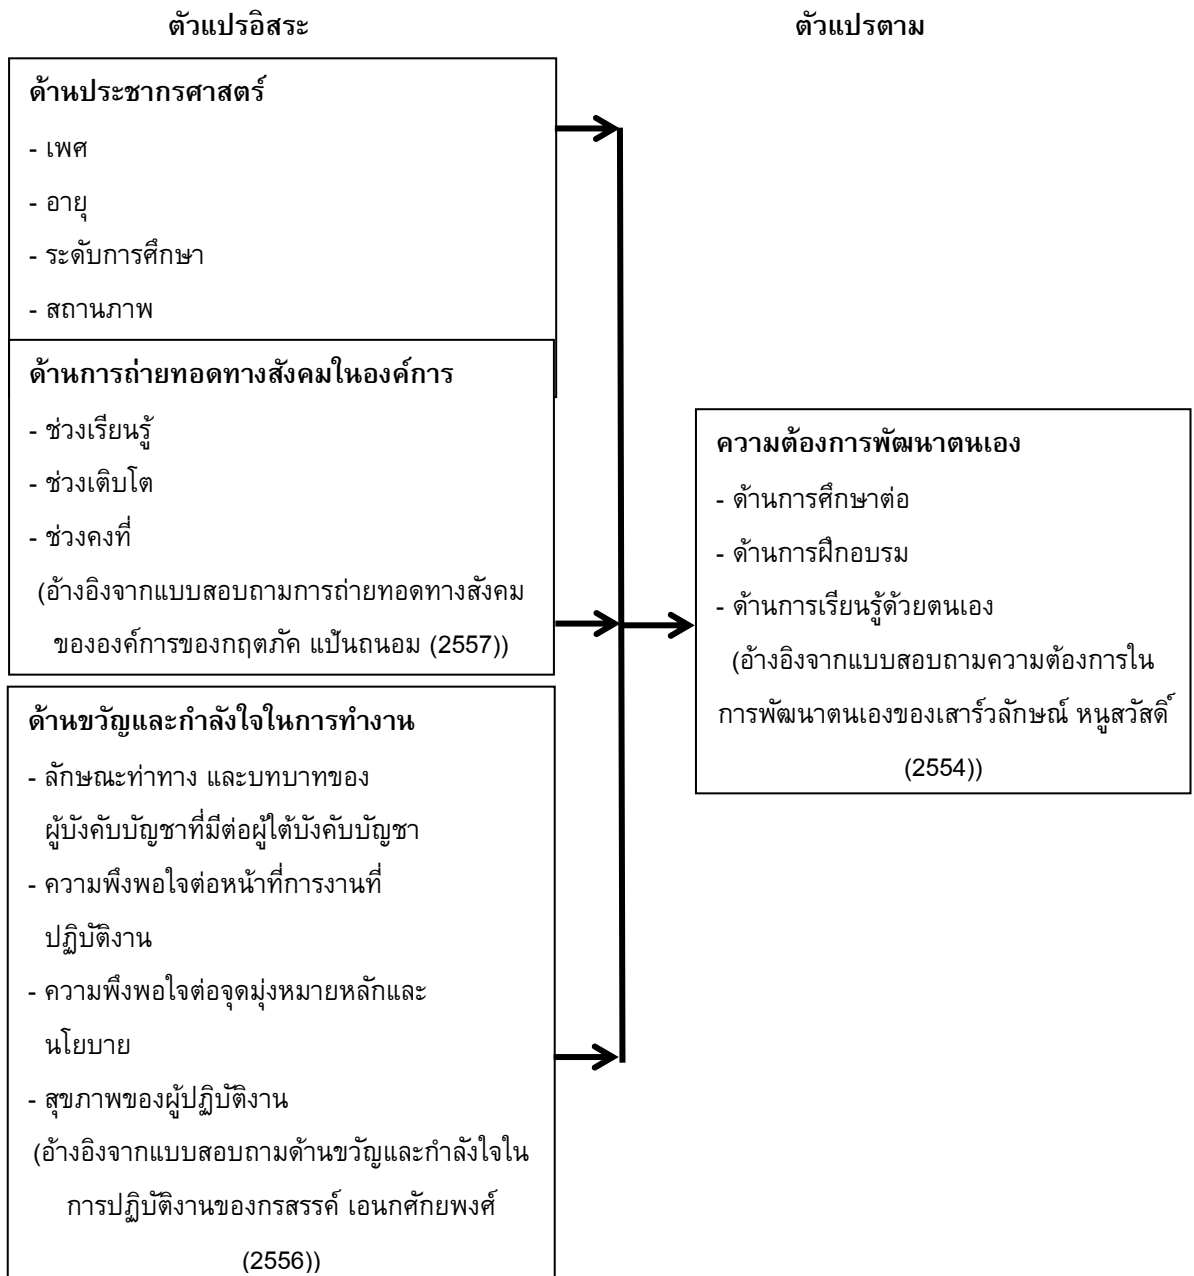 ตัวแปรอิสระ
ตัวแปรตาม
ด้านประชากรศาสตร์
- เพศ
- อายุ
- ระดับการศึกษา
- สถานภาพ
ด้านการถ่ายทอดทางสังคมในองค์การ
- ช่วงเรียนรู้
- ช่วงเติบโต
- ช่วงคงที่
(อ้างอิงจากแบบสอบถามการถ่ายทอดทางสังคม
ขององค์การของกฤตภัค แป้นถนอม (2557))
ด้านขวัญและกำลังใจในการทำงาน
- ลักษณะท่าทาง และบทบาทของ
ผู้บังคับบัญชาที่มีต่อผู้ใต้บังคับบัญชา
- ความพึงพอใจต่อหน้าที่การงานที่
ปฏิบัติงาน
- ความพึงพอใจต่อจุดมุ่งหมายหลักและ
นโยบาย
- สุขภาพของผู้ปฏิบัติงาน
(อ้างอิงจากแบบสอบถามด้านขวัญและกำลังใจใน
การปฏิบัติงานของกรสรรค์ เอนกศักยพงศ์
(2556))
ความต้องการพัฒนาตนเอง
- ด้านการศึกษาต่อ
- ด้านการฝึกอบรม
- ด้านการเรียนรู้ด้วยตนเอง
(อ้างอิงจากแบบสอบถามความต้องการใน
การพัฒนาตนเองของเสาร์วลักษณ์ หนูสวัสดิ์
(2554))